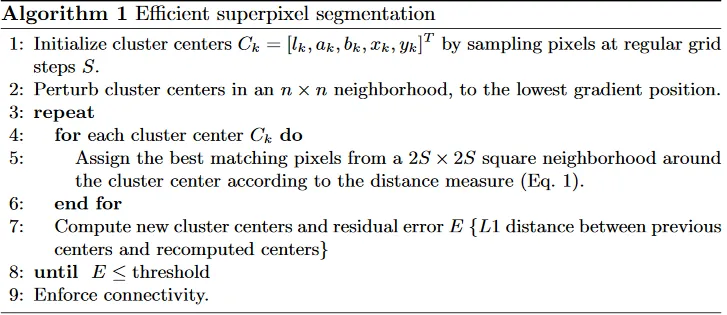 Algorithm 1 Efficient superpixel segmentation
1: Initialize cluster centers C_k = [l_k, a_k, b_k, x_k, y_k]^T by sampling pixels at regular grid
steps S.
2: Perturb cluster centers in an n × n neighborhood, to the lowest gradient position.
3: repeat
4: for each cluster center C_k do
5: Assign the best matching pixels from a 2S × 2S square neighborhood around
the cluster center according to the distance measure (Eq. 1).
6: end for
7: Compute new cluster centers and residual error E {L1 distance between previous
centers and recomputed centers}
8: until E ≤ threshold
9: Enforce connectivity.